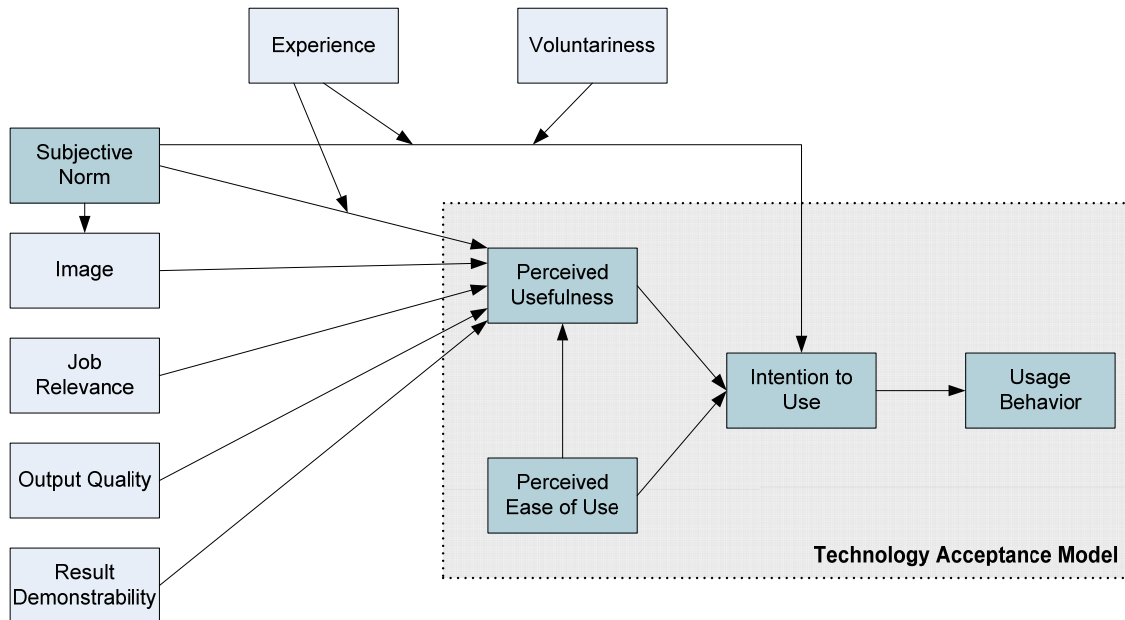 Experience
Voluntariness
Subjective
Norm
Image
Perceived
Usefulness
Job
Relevance
Intention to
Use
Usage
Behavior
Output Quality
Perceived
Ease of Use
Technology Acceptance Model
Result
Demonstrability